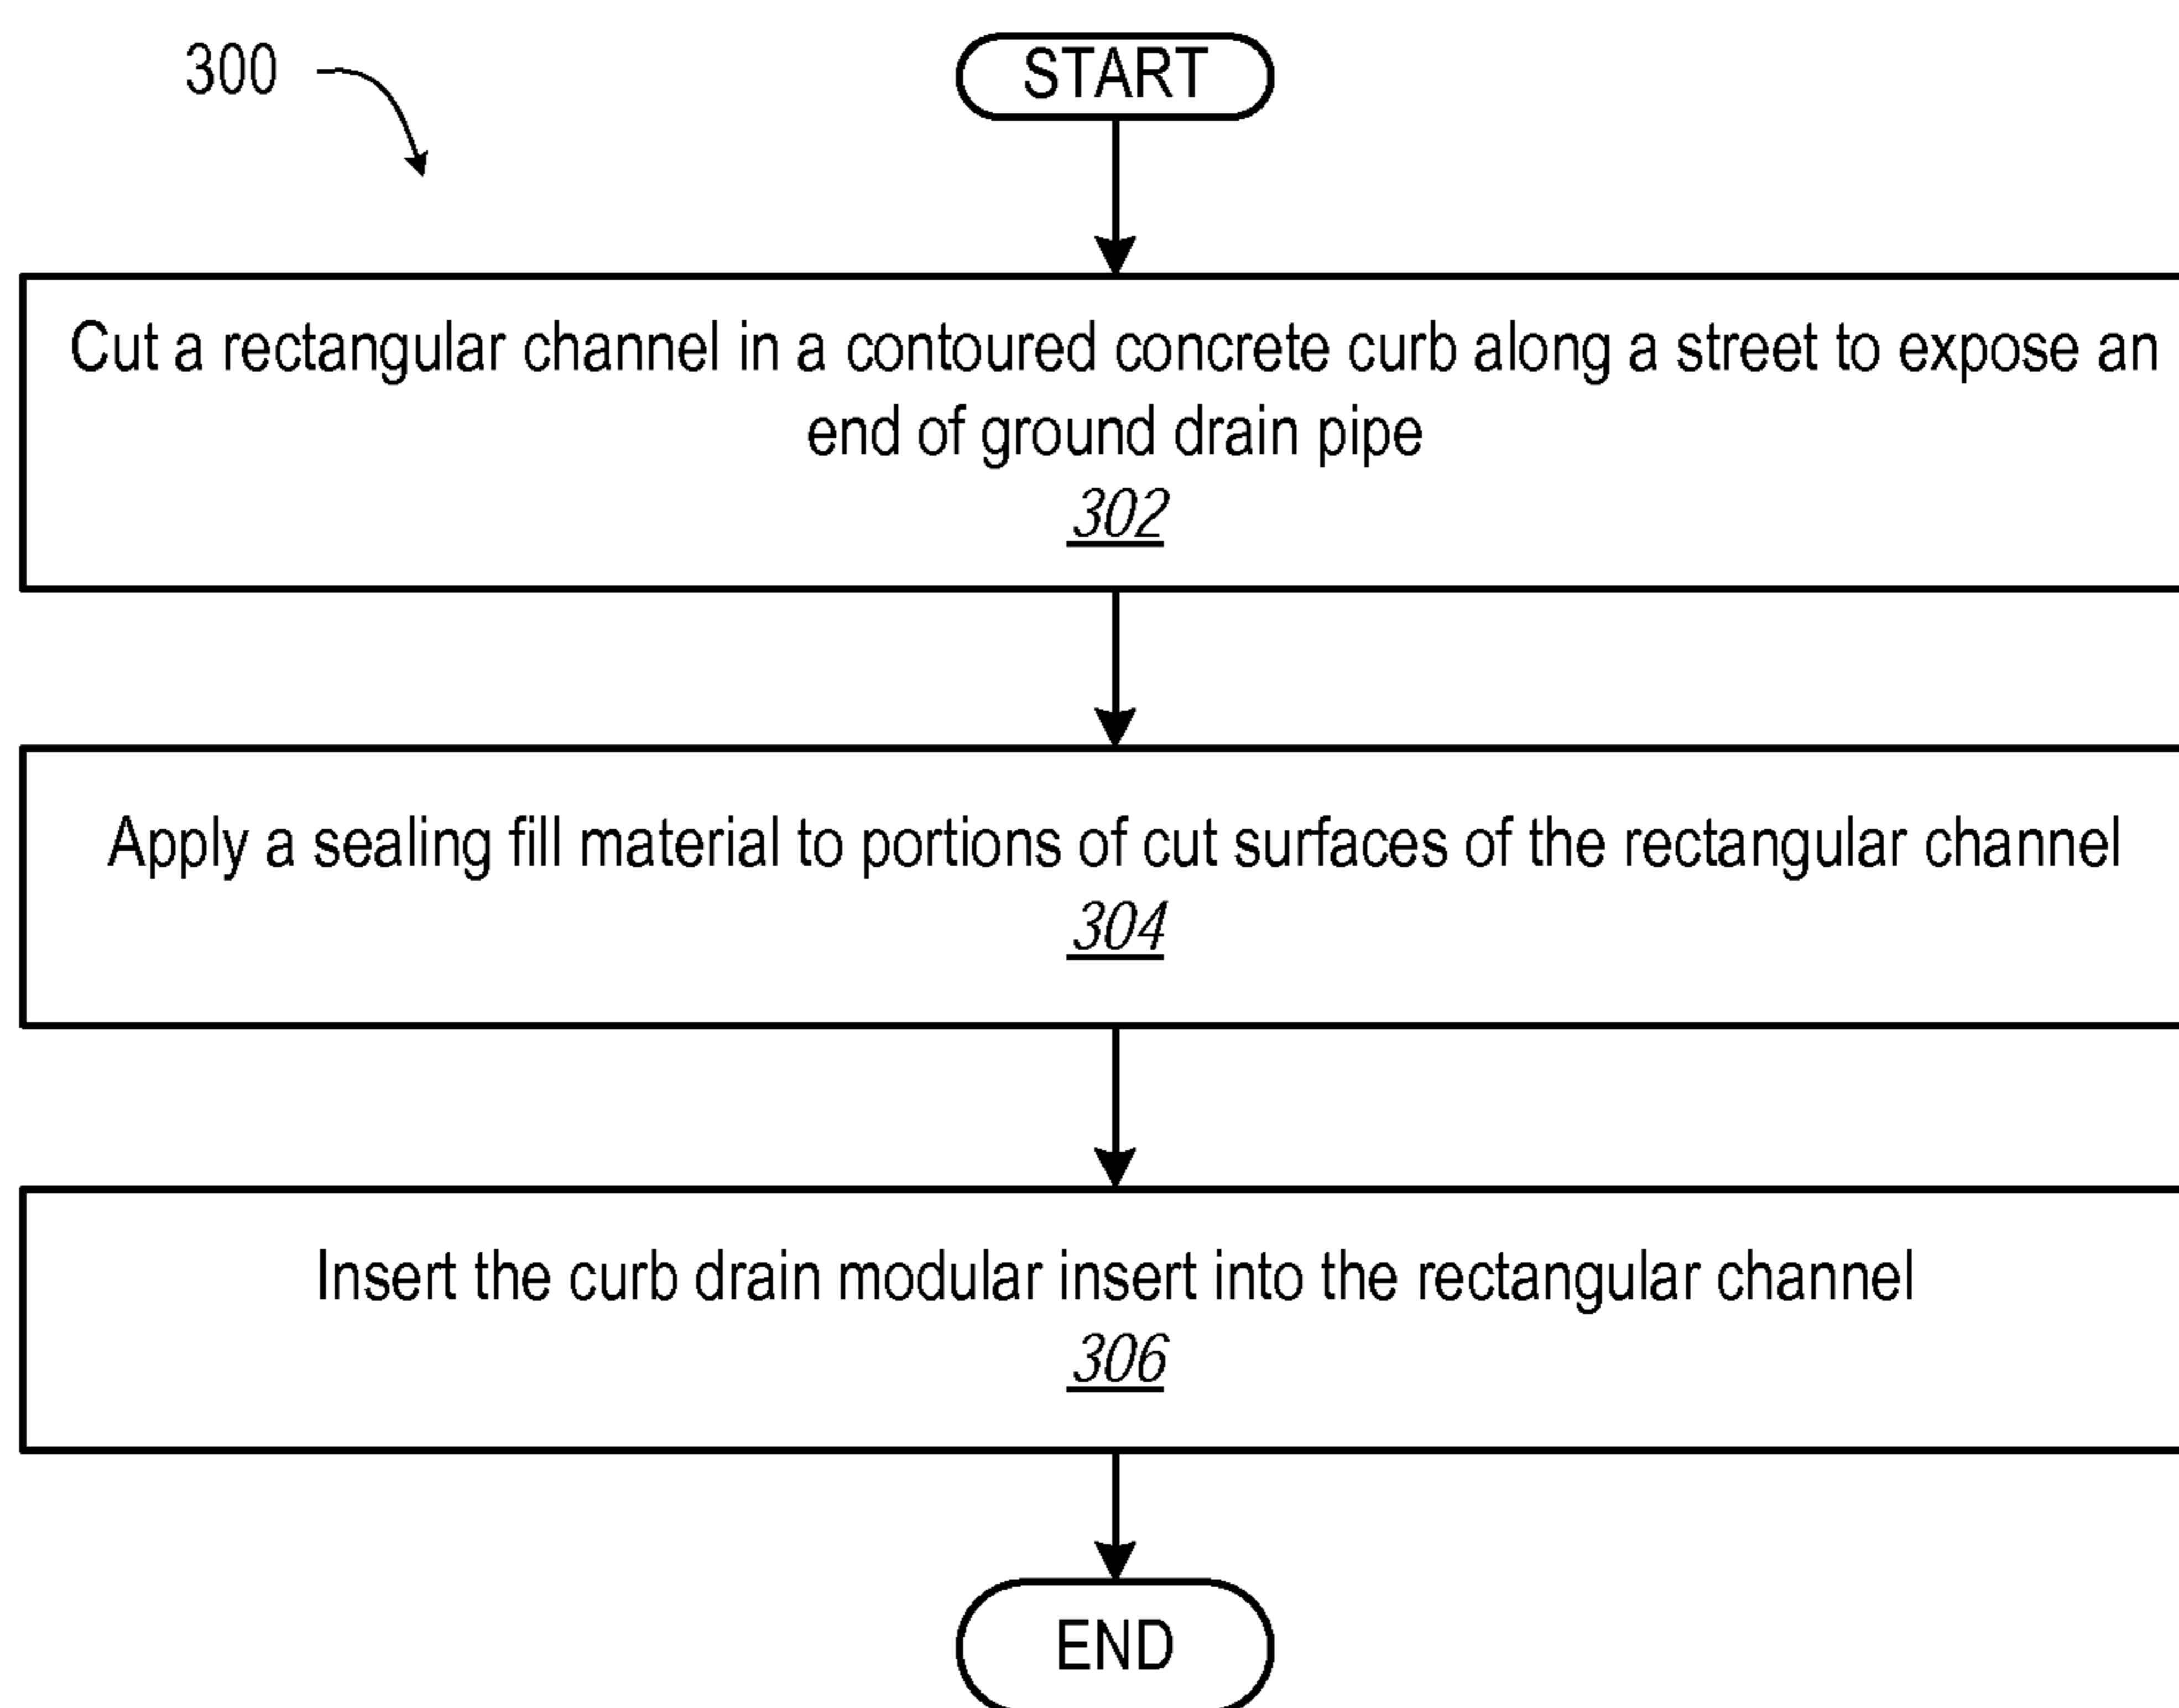 300
START
Cut a rectangular channel in a contoured concrete curb along a street to expose an
end of ground drain pipe
302
Apply a sealing fill material to portions of cut surfaces of the rectangular channel
304
Insert the curb drain modular insert into the rectangular channel
306
END